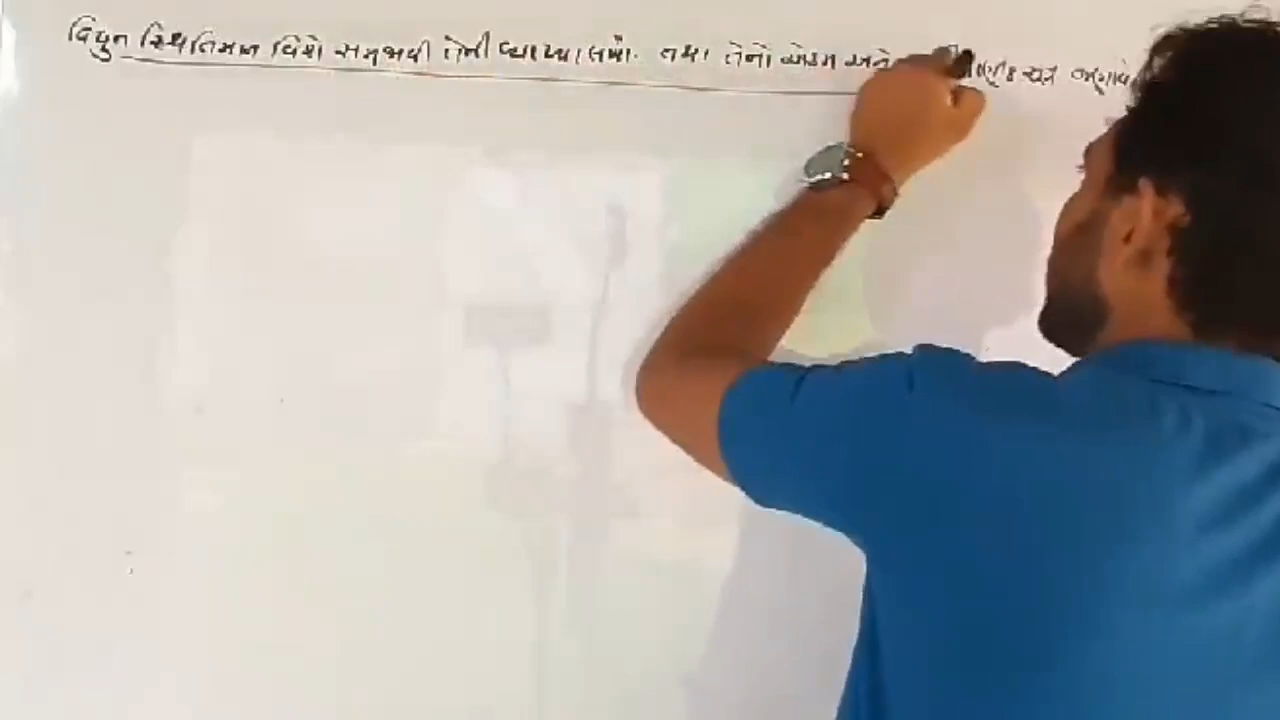 વિદ્યુત સ્થિતિમાન વિશે સમજાવી તેની વ્યાખ્યા લખો. તથા તેનો એકમ અને સૂત્ર જણાવો